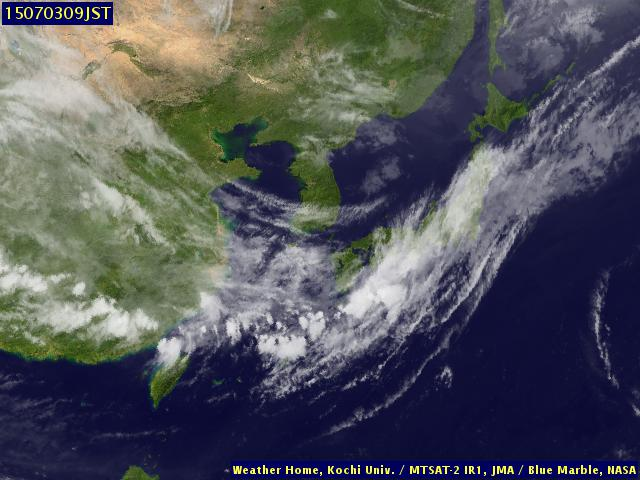 15070309JST
Weather Home, Kochi Univ. / MTSAT-2 IR1, JMA / Blue Marble, NASA